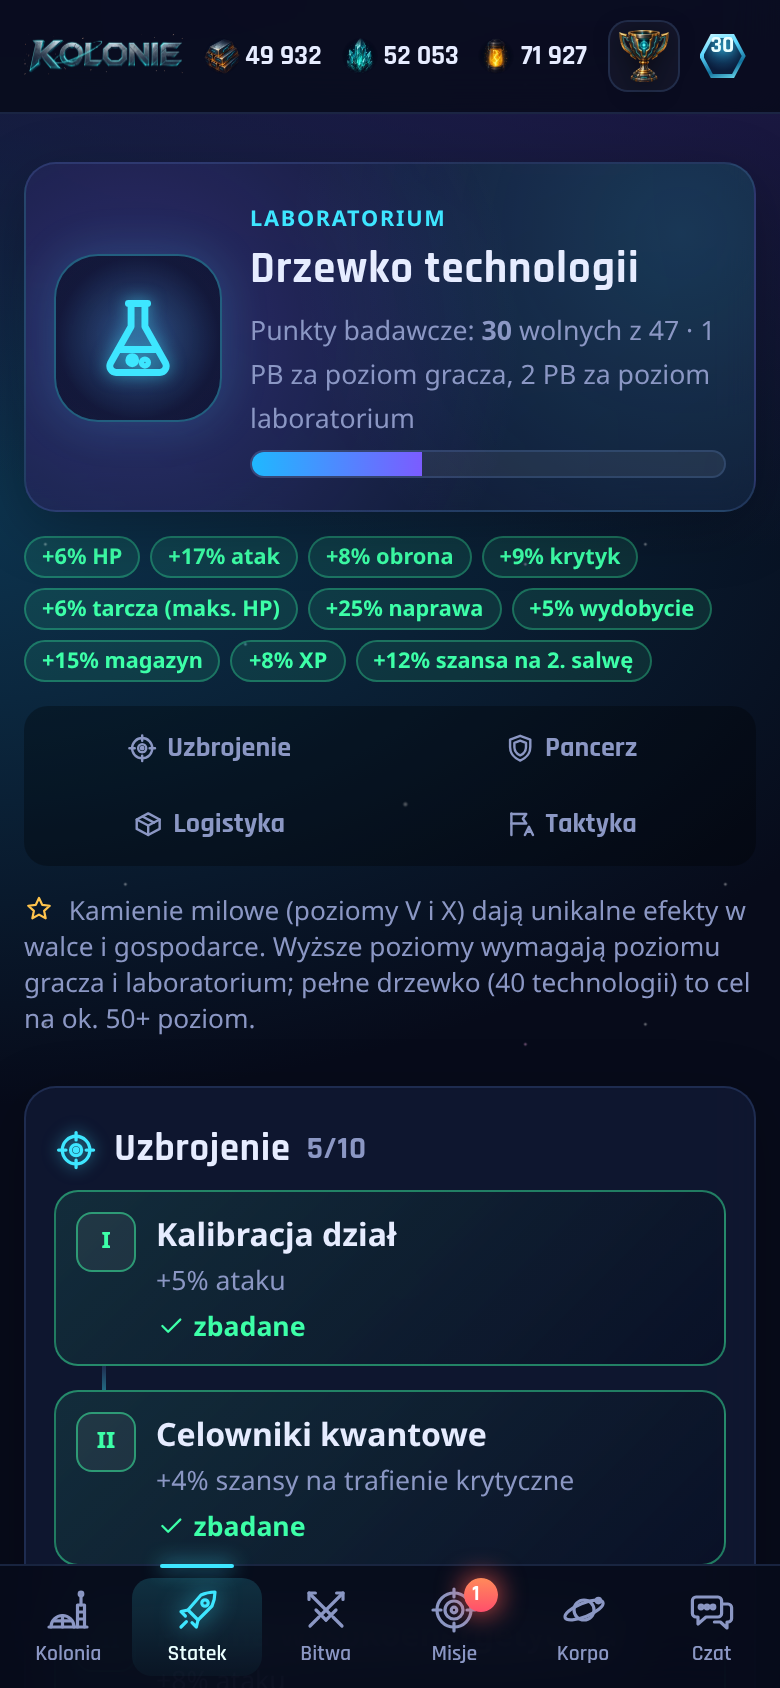 KOLONIE 49 932 52 053 71 927 30
LABORATORIUM
Drzewko technologii
Punkty badawcze: 30 wolnych z 47 · 1
PB za poziom gracza, 2 PB za poziom
laboratorium
+6% HP +17% atak +8% obrona +9% krytyk
+6% tarcza (maks. HP) +25% naprawa +5% wydobycie
+15% magazyn +8% XP +12% szansa na 2. salwę
Uzbrojenie Pancerz
Logistyka Taktyka
Kamienie milowe (poziomy V i X) dają unikalne efekty w
walce i gospodarce. Wyższe poziomy wymagają poziomu
gracza i laboratorium; pełne drzewko (40 technologii) to cel
na ok. 50+ poziom.
Uzbrojenie 5/10
I Kalibracja dział
+5% ataku
zbadane
II Celowniki kwantowe
+4% szansy na trafienie krytyczne
zbadane
1
Kolonia Statek Bitwa Misje Korpo Czat